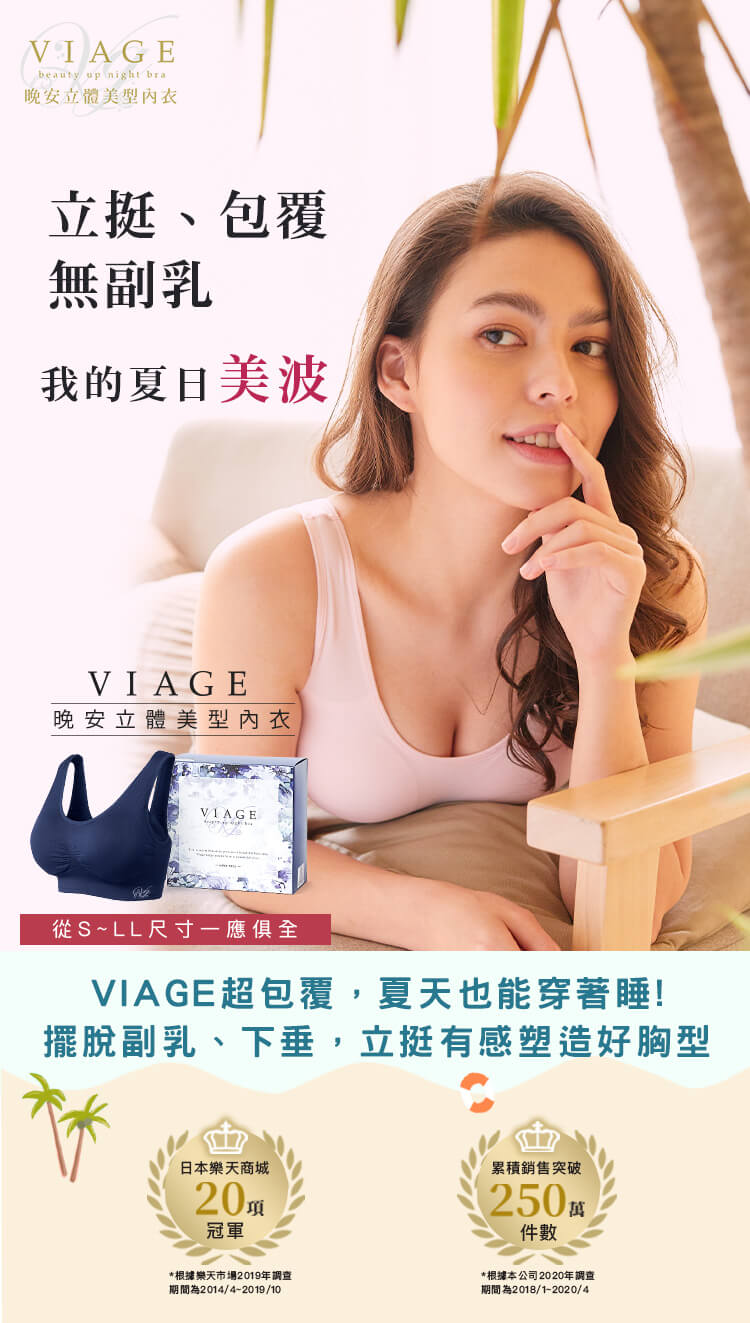 VIAGE
beauty up night bra
晚安立體美型內衣
立挺、包覆
無副乳
我的夏日美波
VIAGE
晚安立體美型內衣
VIAGE
beauty up night bra
從S~LL尺寸一應俱全
VIAGE超包覆，夏天也能穿著睡!
擺脫副乳、下垂，立挺有感塑造好胸型
日本樂天商城
20項
冠軍
*根據樂天市場2019年調查
期間為2014/4~2019/10
累積銷售突破
250萬
件數
*根據本公司2020年調查
期間為2018/1~2020/4